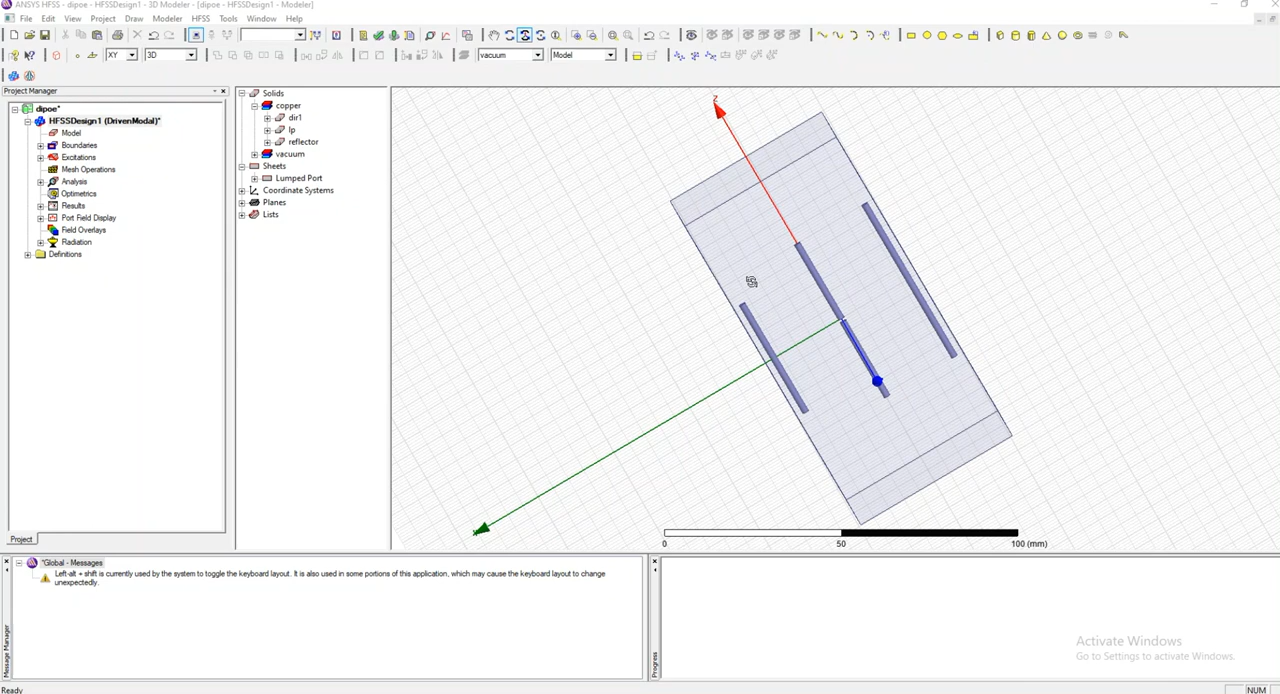 ANSYS HFSS - dipoe - HFSSDesign1 - 3D Modeler - [dipoe - HFSSDesign1 - Modeler]
File Edit View Project Draw Modeler HFSS Tools Window Help
XY 3D vacuum Model
Project Manager
dipoe*
HFSSDesign1 (DrivenModal)*
Model
Boundaries
Excitations
Mesh Operations
Analysis
Optimetrics
Results
Port Field Display
Field Overlays
Radiation
Definitions
Project
Solids
copper
dir1
lp
reflector
vacuum
Sheets
Lumped Port
Coordinate Systems
Planes
Lists
Z
0 50 100 (mm)
*Global - Messages
Left-alt + shift is currently used by the system to toggle the keyboard layout. It is also used in some portions of this application, which may cause the keyboard layout to change
unexpectedly.
Message Manager
Progress
Activate Windows
Go to Settings to activate Windows.
Ready
NUM